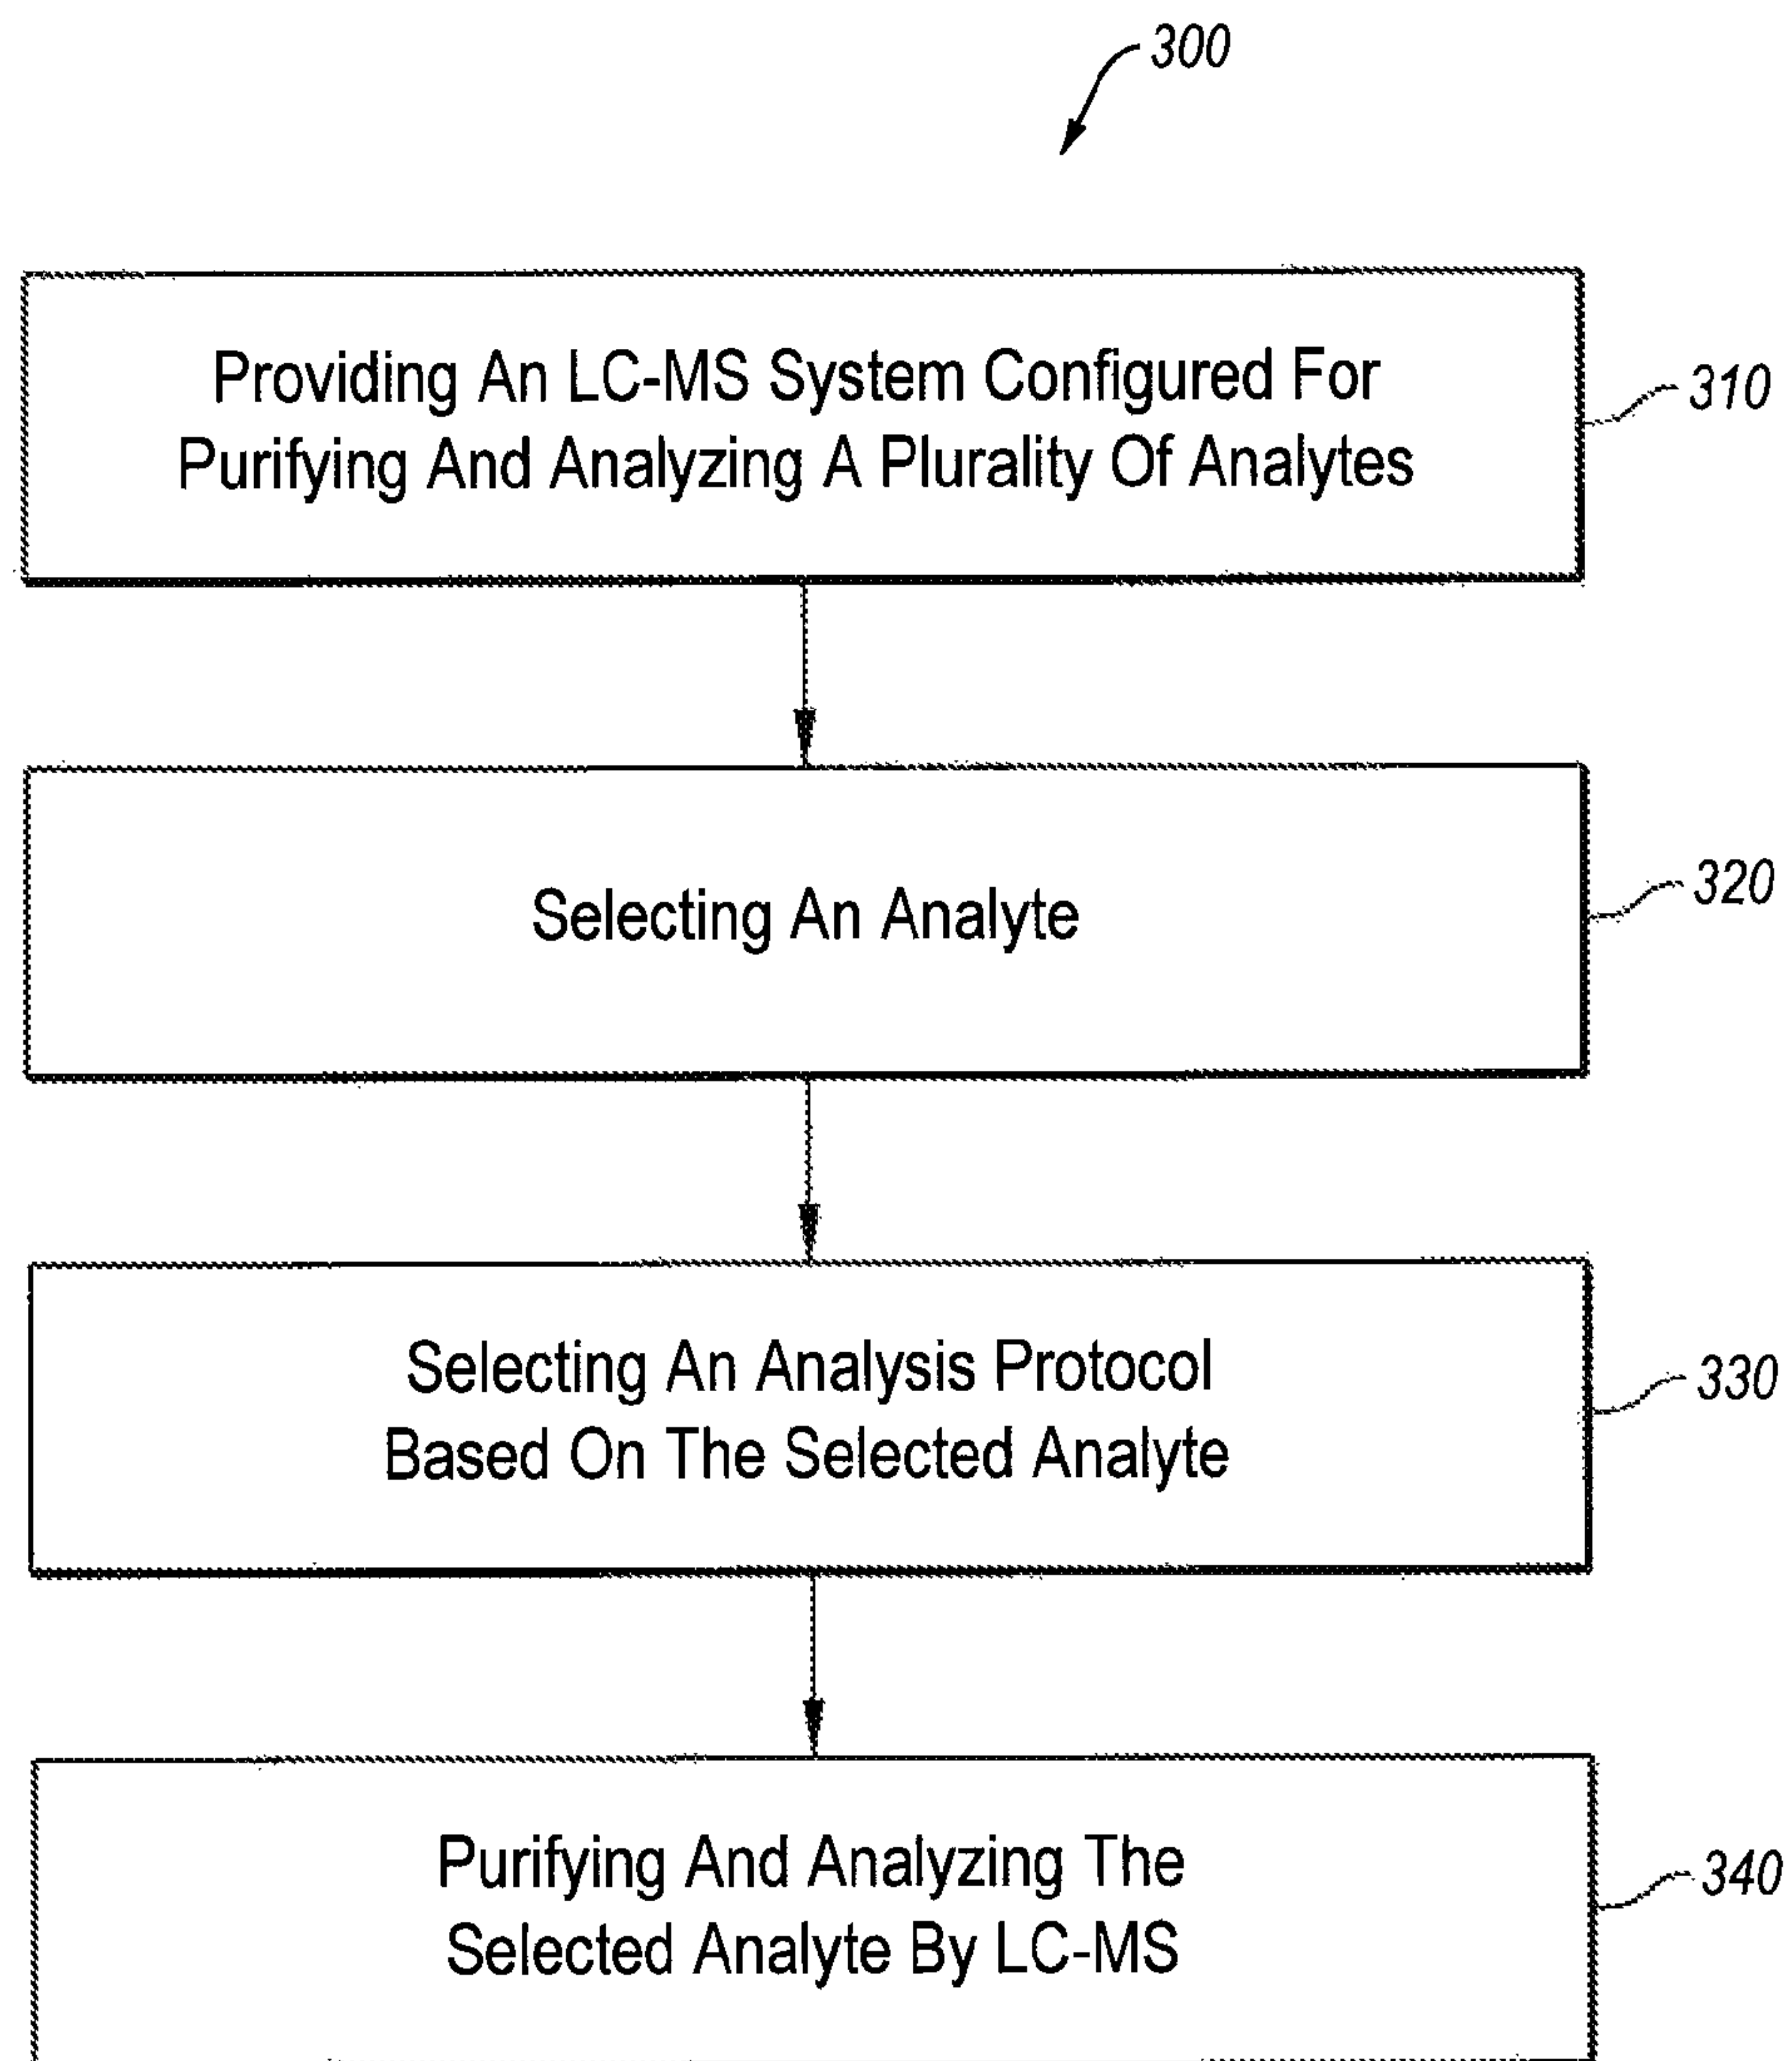 300
Providing An LC-MS System Configured For
Purifying And Analyzing A Plurality Of Analytes
310
Selecting An Analyte
320
Selecting An Analysis Protocol
Based On The Selected Analyte
330
Purifying And Analyzing The
Selected Analyte By LC-MS
340